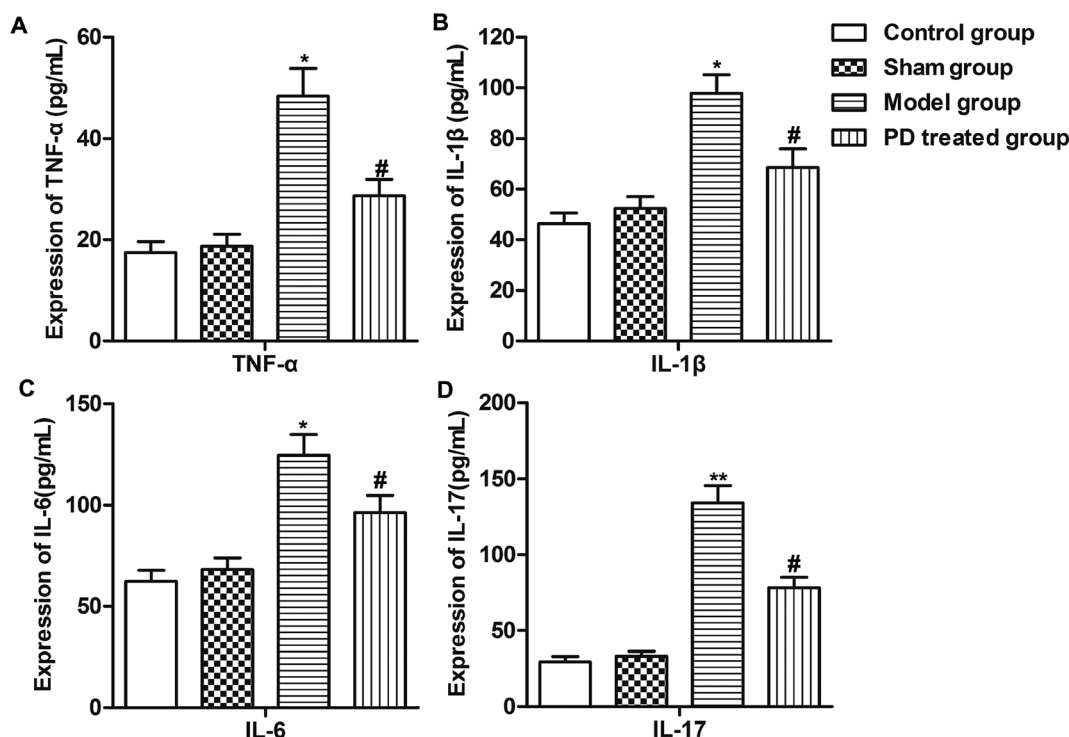 A
Expression of TNF-α (pg/mL)
60
40
20
0
*
#
TNF-α
B
Expression of IL-1β (pg/mL)
120
100
80
60
40
20
0
*
#
IL-1β
Control group
Sham group
Model group
PD treated group
C
Expression of IL-6(pg/mL)
150
100
50
0
*
#
IL-6
D
Expression of IL-17(pg/mL)
200
150
100
50
0
**
#
IL-17